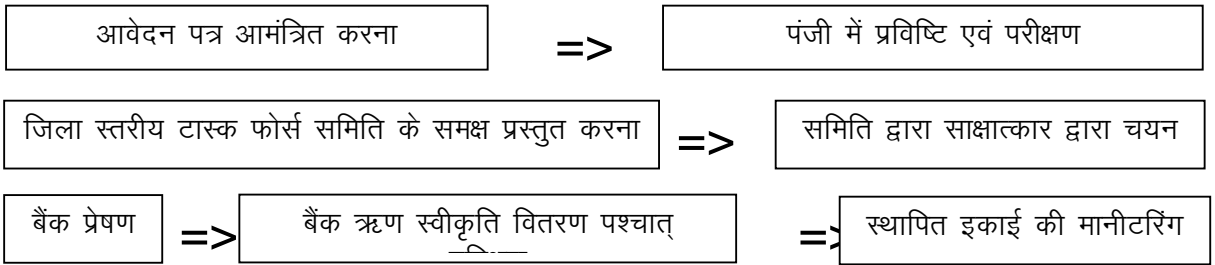 आवेदन पत्र आमंत्रित करना => पंजी में प्रविष्टि एवं परीक्षण
जिला स्तरीय टास्क फोर्स समिति के समक्ष प्रस्तुत करना => समिति द्वारा साक्षात्कार द्वारा चयन
बैंक प्रेषण => बैंक ऋण स्वीकृति वितरण पश्चात् => स्थापित इकाई की मानीटरिंग